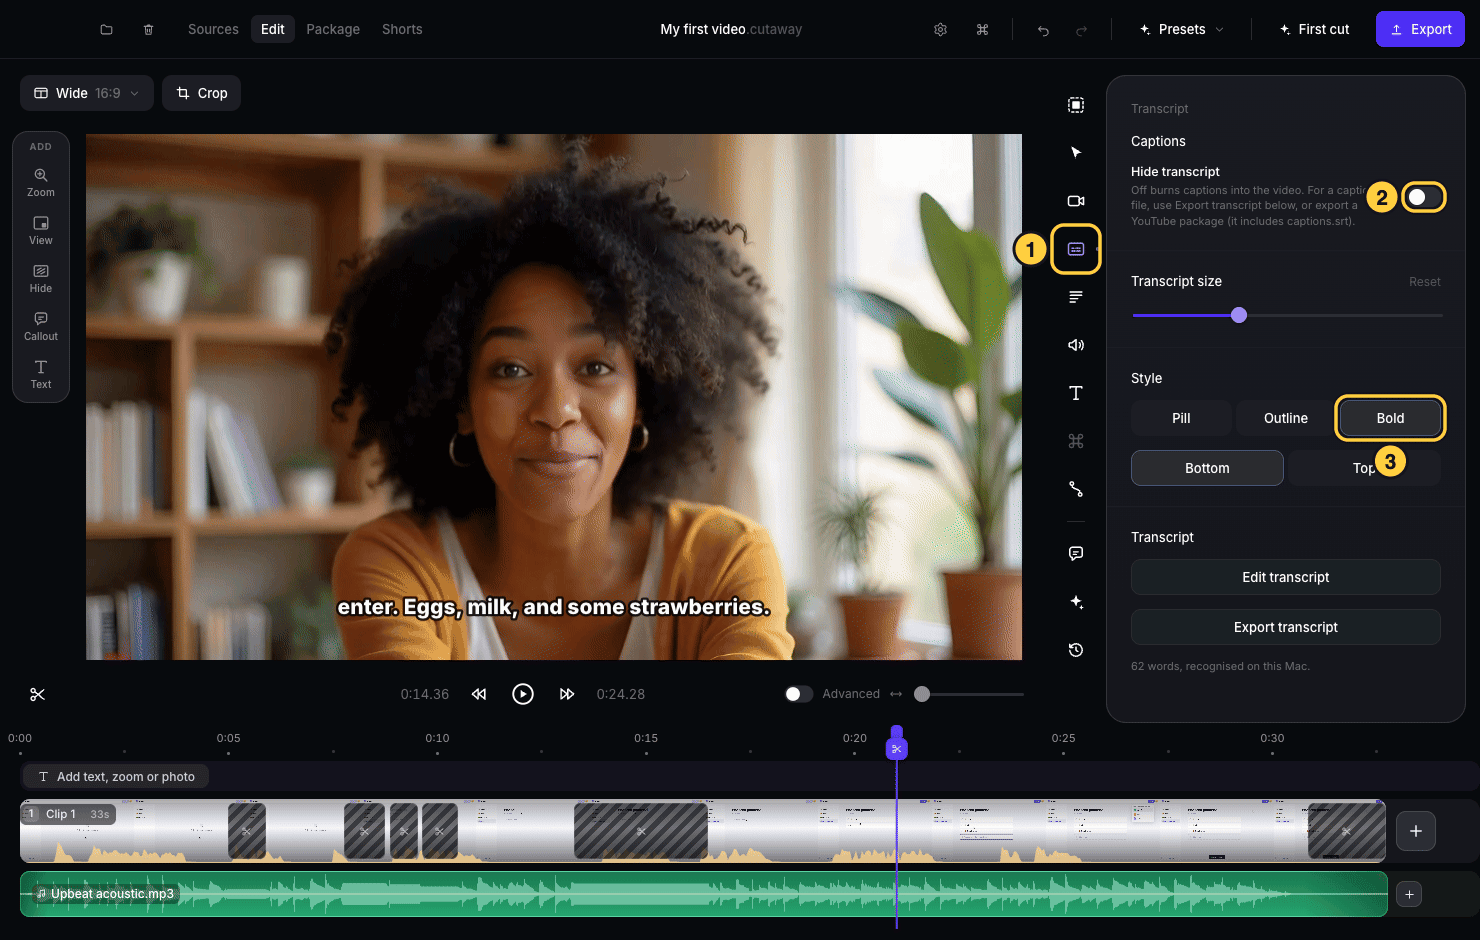 Sources
Edit
Package
Shorts
My first video.cutaway
Presets
First cut
Export
Wide 16:9
Crop
ADD
Zoom
View
Hide
Callout
Text
1
enter. Eggs, milk, and some strawberries.
Transcript
Captions
Hide transcript
Off burns captions into the video. For a captio
file, use Export transcript below, or export a
YouTube package (it includes captions.srt).
2
Transcript size
Reset
Style
Pill
Outline
Bold
Bottom
Top
3
Transcript
Edit transcript
Export transcript
62 words, recognised on this Mac.
0:14.36
0:24.28
Advanced
0:00
0:05
0:10
0:15
0:20
0:25
0:30
Add text, zoom or photo
1 Clip 1 33s
Upbeat acoustic.mp3